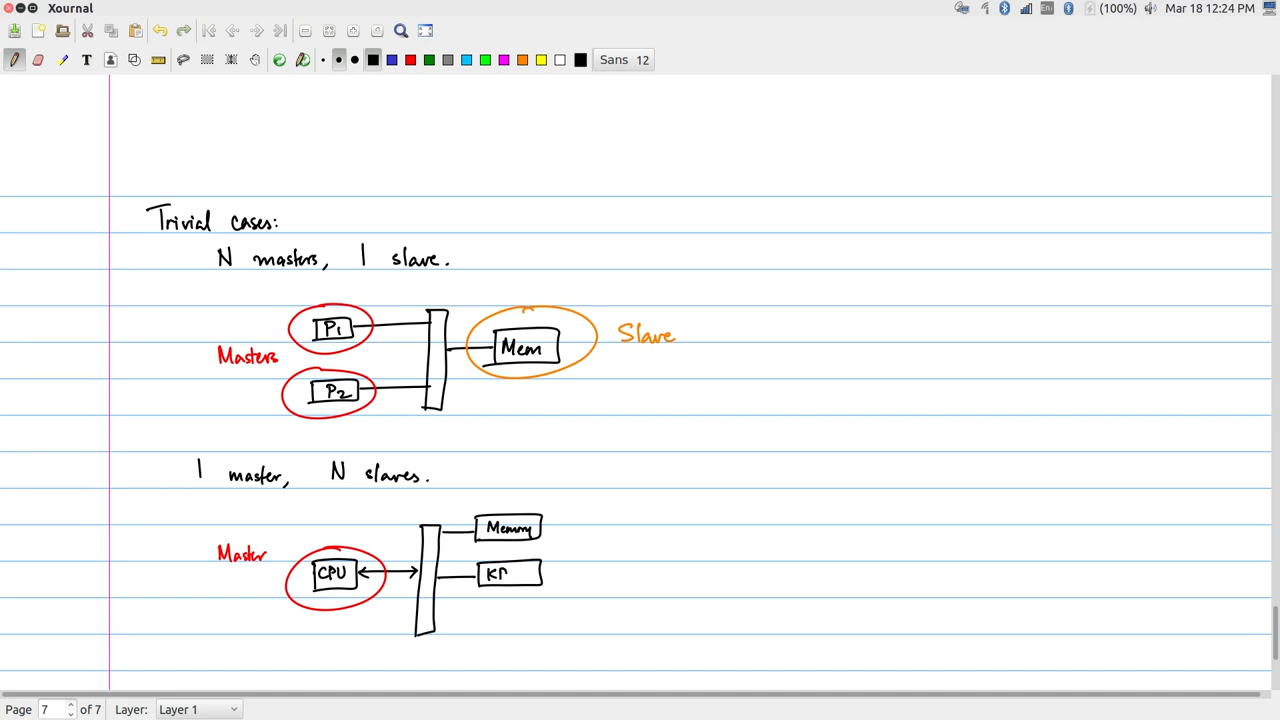 Xournal
(100%)
Mar 18 12:24 PM
Sans 12
Trivial cases:
N masters, 1 slave.
P1
Mem
Slave
Masters
P2
1 master, N slaves.
Memory
Master
CPU
Page 7 of 7 Layer: Layer 1